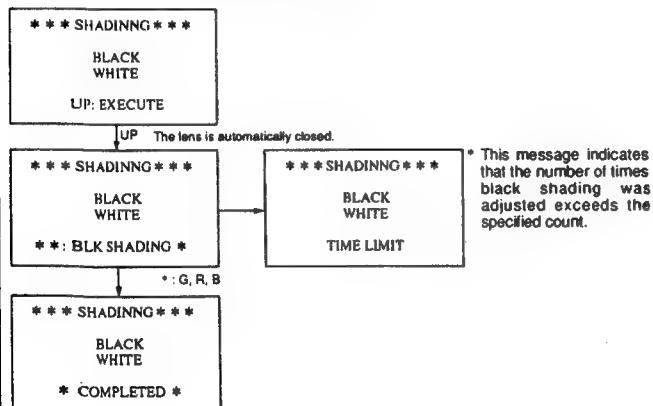 * * * SHADINNG * * *
BLACK
WHITE
UP: EXECUTE
UP The lens is automatically closed.
* * * SHADINNG * * *
BLACK
WHITE
* *: BLK SHADING *
* * * SHADINNG * * *
BLACK
WHITE
TIME LIMIT
* This message indicates
that the number of times
black shading was
adjusted exceeds the
specified count.
* : G, R, B
* * * SHADINNG * * *
BLACK
WHITE
* COMPLETED *